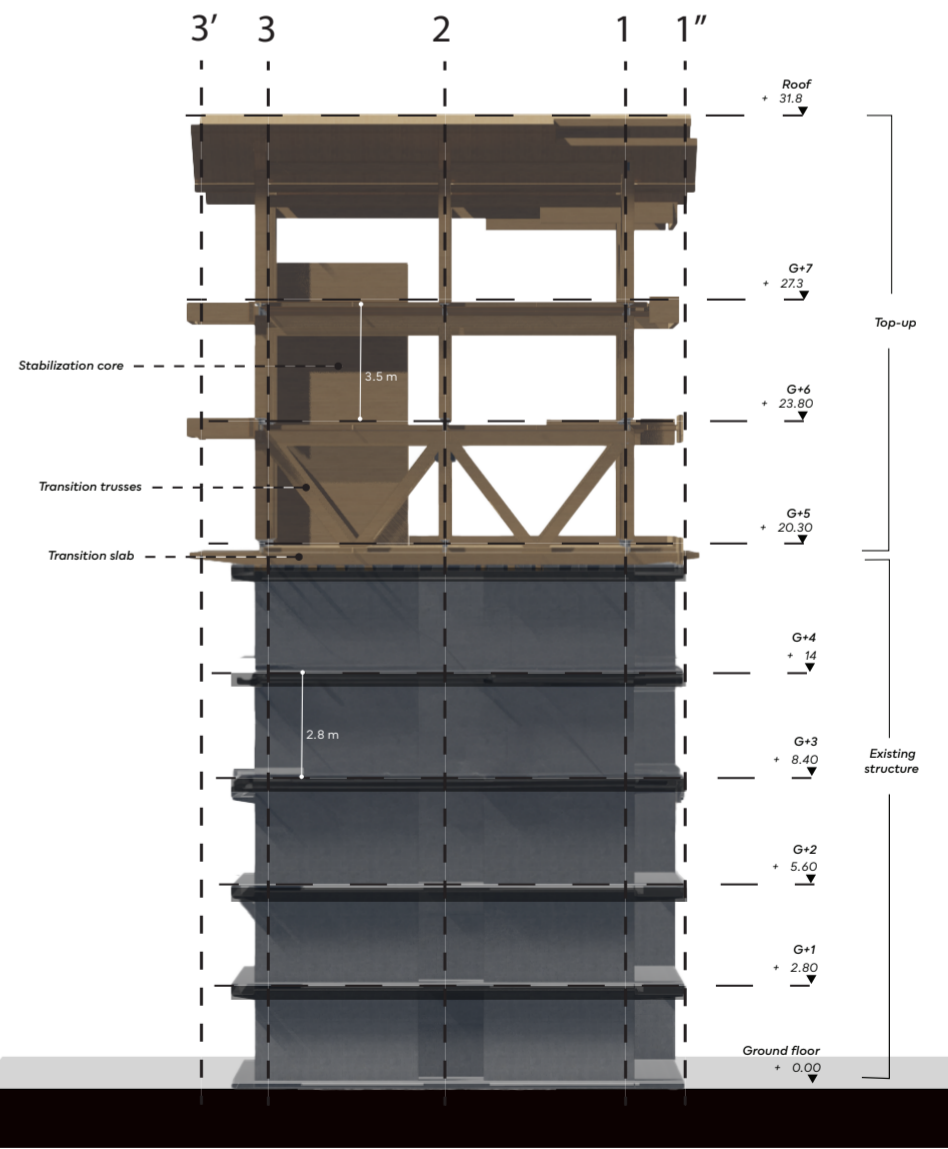 3′ 3 2 1 1″
Roof
+ 31.8
G+7
+ 27.3
Top-up
G+6
+ 23.80
Stabilization core
3.5 m
Transition trusses
G+5
+ 20.30
Transition slab
G+4
+ 14
2.8 m
G+3
+ 8.40
Existing
structure
G+2
+ 5.60
G+1
+ 2.80
Ground floor
+ 0.00